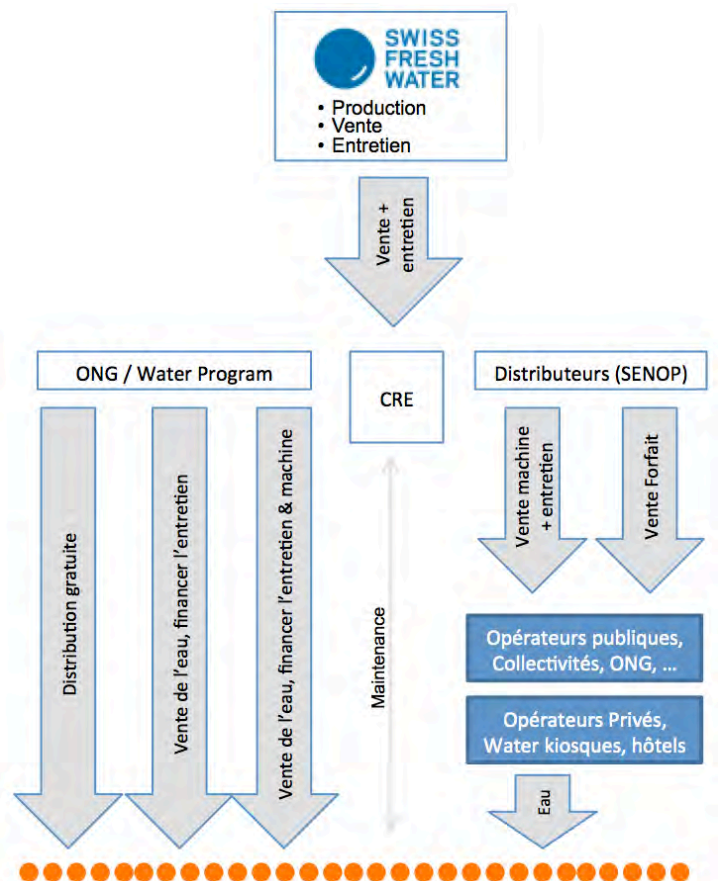 SWISS
FRESH
WATER
• Production
• Vente
• Entretien
Vente +
entretien
ONG / Water Program
CRE
Distributeurs (SENOP)
Distribution gratuite
Vente de l'eau, financer l'entretien
Vente de l'eau, financer l'entretien & machine
Maintenance
Vente machine
+ entretien
Vente Forfait
Opérateurs publiques,
Collectivités, ONG, ...
Opérateurs Privés,
Water kiosques, hôtels
Eau